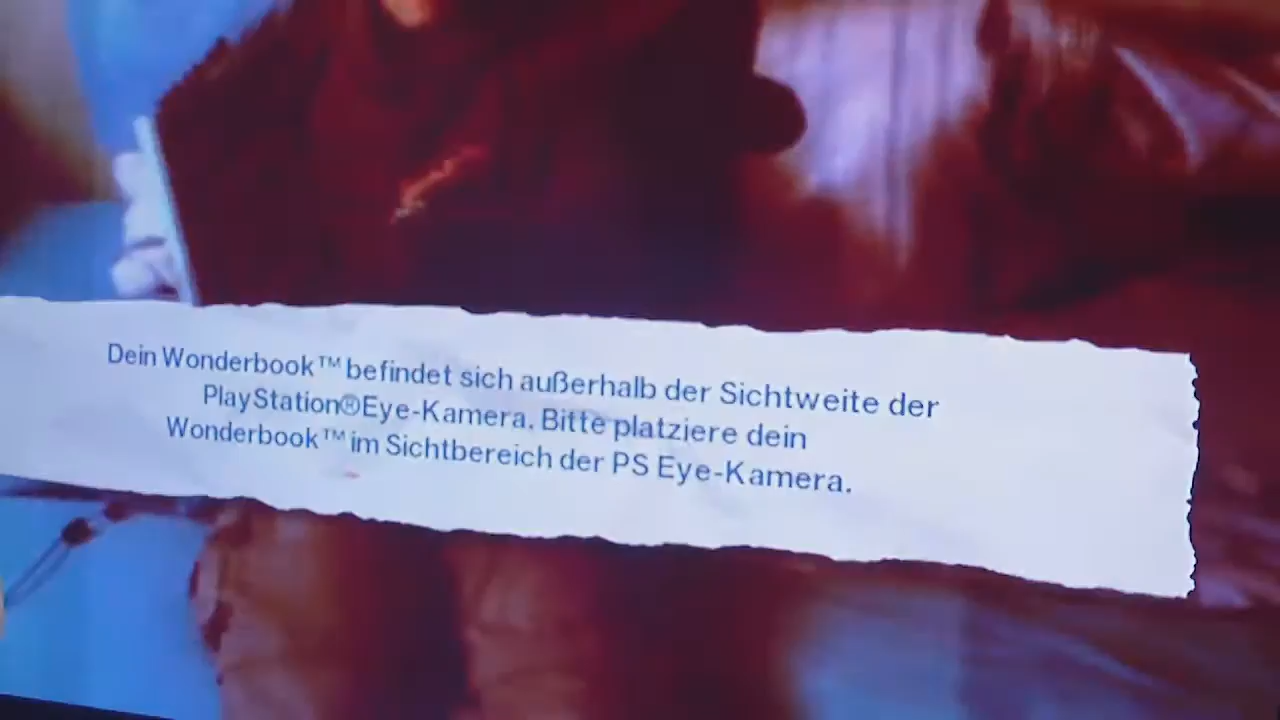 Dein Wonderbook™ befindet sich außerhalb der Sichtweite der
PlayStation®Eye-Kamera. Bitte platziere dein
Wonderbook™ im Sichtbereich der PS Eye-Kamera.